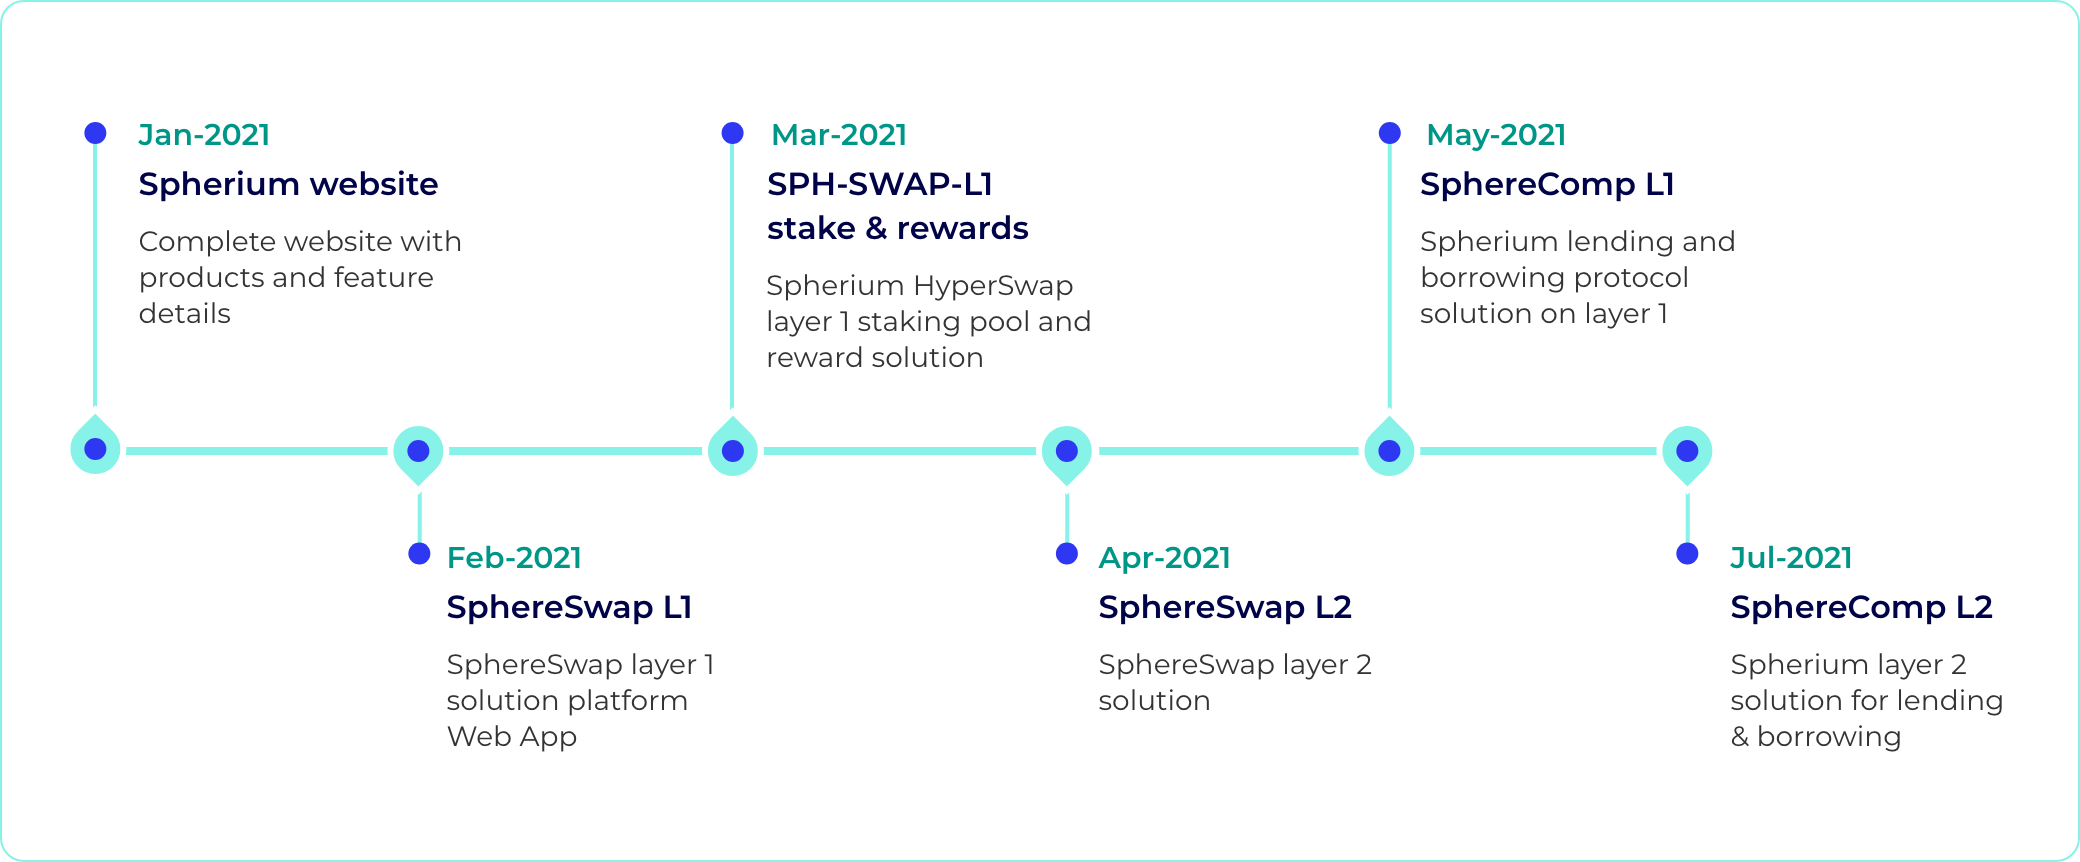 Jan-2021
Spherium website
Complete website with
products and feature
details
Feb-2021
SphereSwap L1
SphereSwap layer 1
solution platform
Web App
Mar-2021
SPH-SWAP-L1
stake & rewards
Spherium HyperSwap
layer 1 staking pool and
reward solution
Apr-2021
SphereSwap L2
SphereSwap layer 2
solution
May-2021
SphereComp L1
Spherium lending and
borrowing protocol
solution on layer 1
Jul-2021
SphereComp L2
Spherium layer 2
solution for lending
& borrowing